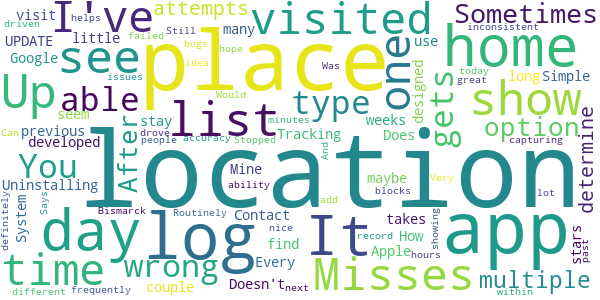 driven Still I've visited attempts Sometimes
helps
visit many
UPDATE failed see place one little use home
Google bugs idea Was Would
inconsistent
today
great
long Simple
Up able type designed gets show
issues hope
previous seem developed
After stay list weeks Does option determine
minutes drove people accuracy Stopped Tracking
Can And
capturing
You Mine maybe
Uninstalling location Very
ability blocks lot
Says Bismarck add
System Routinely Contact How takes record
showing
day log It find Apple app stars
definitely nice hours past
Every
time wrong Doesn't next Misses multiple
different frequently couple within